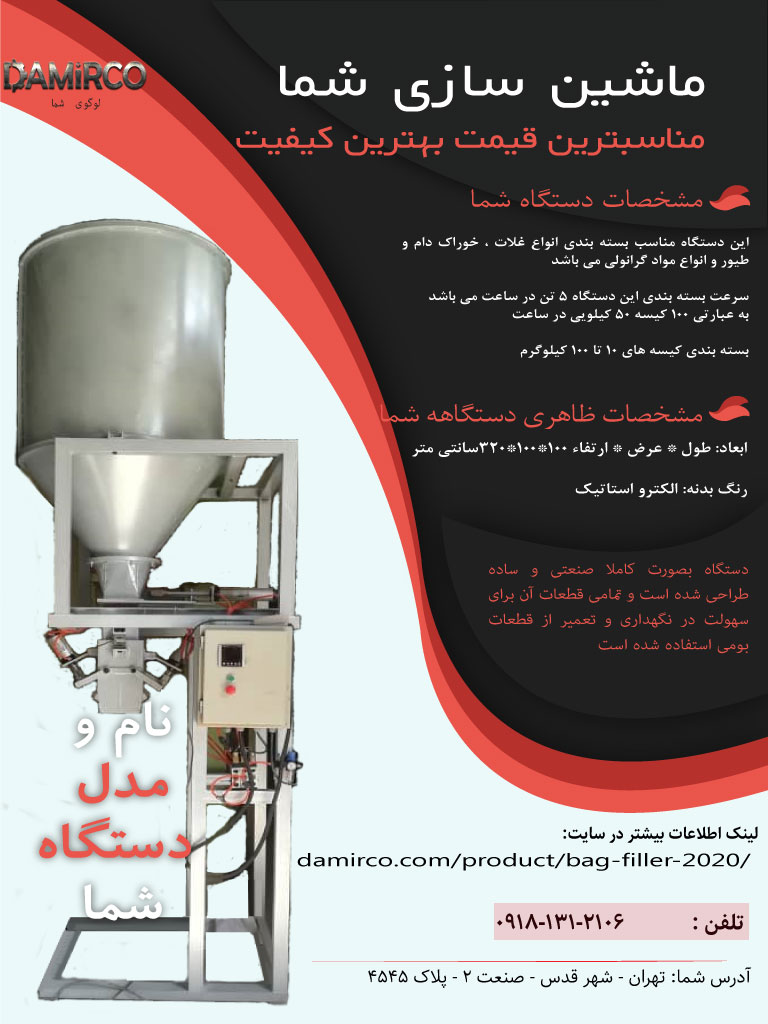 DAMiRCO
لوگوی شما
ماشین سازی شما
مناسبترین قیمت بهترین کیفیت
مشخصات دستگاه شما
این دستگاه مناسب بسته بندی انواع غلات ، خوراک دام و
طیور و انواع مواد گرانولی می باشد
سرعت بسته بندی این دستگاه ۵ تن در ساعت می باشد
به عبارتی ۱۰۰ کیسه ۵۰ کیلویی در ساعت
بسته بندی کیسه های ۱۰ تا ۱۰۰ کیلوگرم
مشخصات ظاهری دستگاهه شما
ابعاد: طول * عرض * ارتفاء ۱۰۰*۱۰۰*۳۲۰سانتی متر
رنگ بدنه: الکترو استاتیک
دستگاه بصورت کاملا صنعتی و ساده
طراحی شده است و تمامی قطعات آن برای
سهولت در نگهداری و تعمیر از قطعات
بومی استفاده شده است
نام و
مدل
دستگاه
شما
لینک اطلاعات بیشتر در سایت:
damirco.com/product/bag-filler-2020/
تلفن : ۰۹۱۸-۱۳۱-۲۱۰۶
آدرس شما: تهران - شهر قدس - صنعت ۲ - پلاک ۴۵۴۵